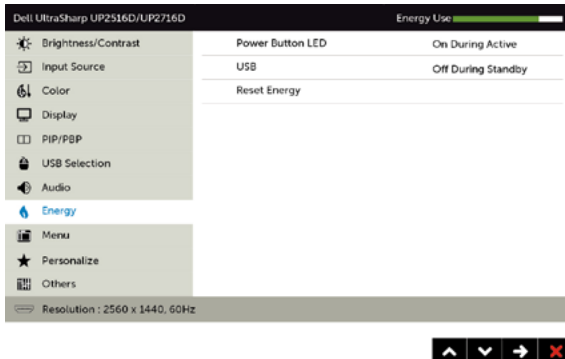 Dell UltraSharp UP2516D/UP2716D Energy Use
Brightness/Contrast Power Button LED On During Active
Input Source USB Off During Standby
Color Reset Energy
Display
PIP/PBP
USB Selection
Audio
Energy
Menu
Personalize
Others
Resolution : 2560 x 1440, 60Hz